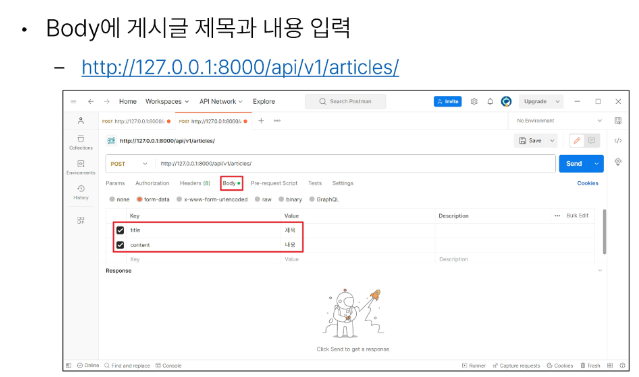 • Body에 게시글 제목과 내용 입력
– http://127.0.0.1:8000/api/v1/articles/
Home Workspaces API Network Explore Search Postman Invite Upgrade
POST http://127.0.0.1:8000/ POST http://127.0.0.1:8000/ + No Environment
Collections
http://127.0.0.1:8000/api/v1/articles/ Save
POST http://127.0.0.1:8000/api/v1/articles/ Send
Environments
Params Authorization Headers (8) Body Pre-request Script Tests Settings Cookies
History
none form-data x-www-form-urlencoded raw binary GraphQL
Key Value Description Bulk Edit
title 제목
content 내용
Key Value Description
Response
Click Send to get a response
Online Find and replace Console Runner Capture requests Cookies Trash